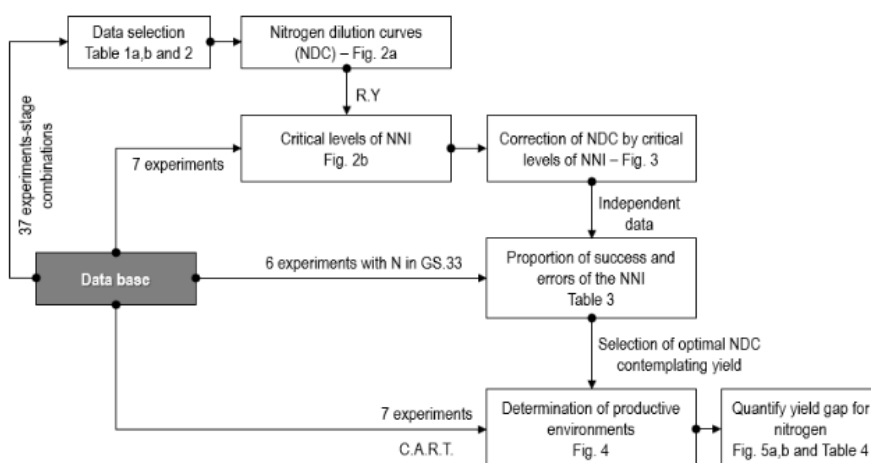 Data selection
Table 1a,b and 2
Nitrogen dilution curves
(NDC) – Fig. 2a
R.Y
37 experiments-stage
combinations
7 experiments
Critical levels of NNI
Fig. 2b
Correction of NDC by critical
levels of NNI – Fig. 3
Independent
data
Data base
6 experiments with N in GS.33
Proportion of success and
errors of the NNI
Table 3
Selection of optimal NDC
contemplating yield
7 experiments
C.A.R.T.
Determination of productive
environments
Fig. 4
Quantify yield gap for
nitrogen
Fig. 5a,b and Table 4